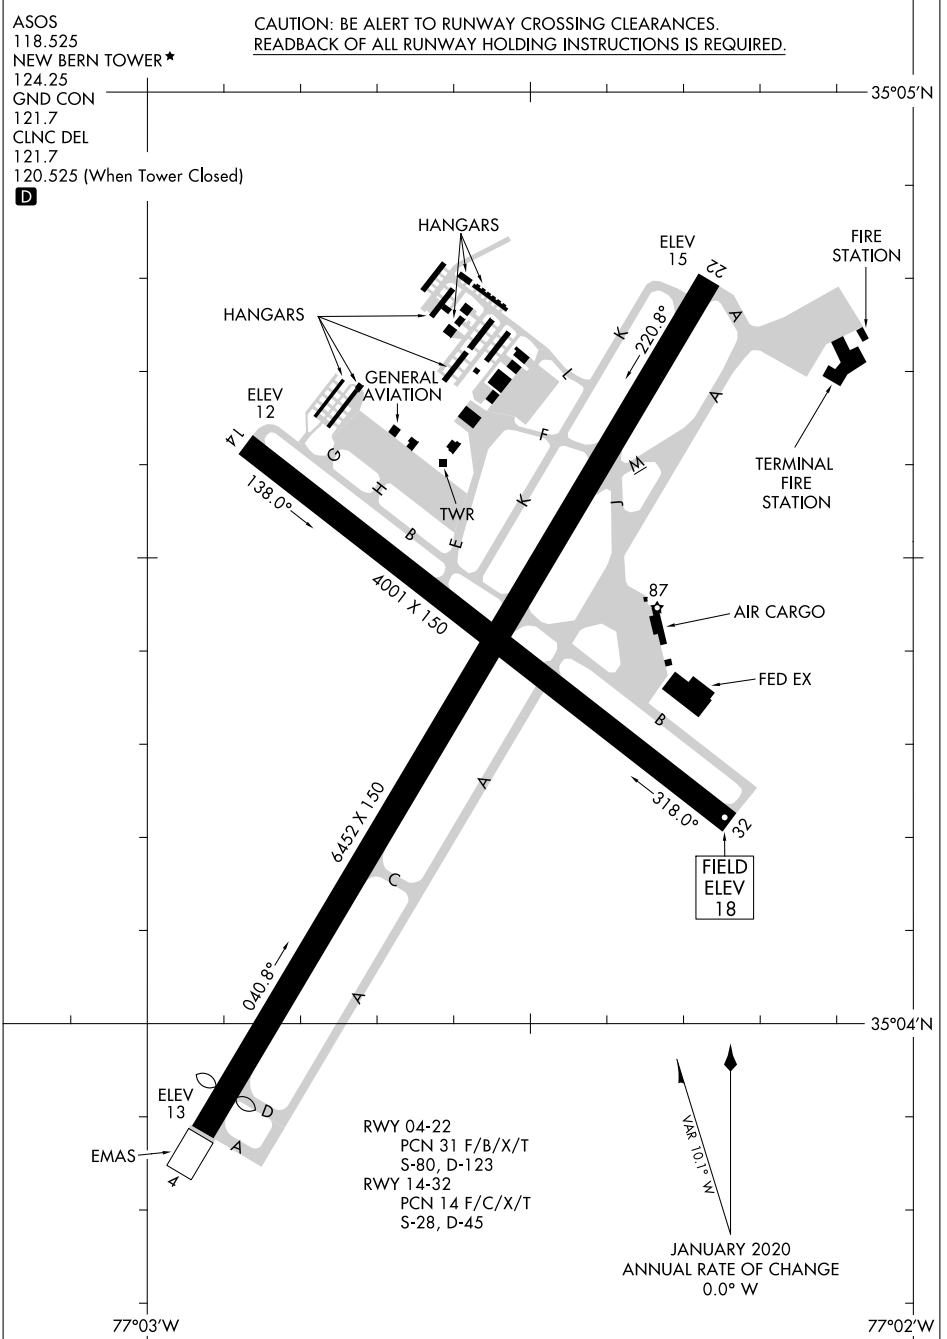 ASOS
118.525
NEW BERN TOWER★
124.25
GND CON
121.7
CLNC DEL
121.7
120.525 (When Tower Closed)
D
CAUTION: BE ALERT TO RUNWAY CROSSING CLEARANCES.
READBACK OF ALL RUNWAY HOLDING INSTRUCTIONS IS REQUIRED.
35°05'N
HANGARS
ELEV
15
22
FIRE
STATION
A
HANGARS
K
220.8°
L
GENERAL
AVIATION
A
ELEV
12
14
F
G
M
TERMINAL
FIRE
STATION
138.0°
H
K
J
TWR
B
E
4001 X 150
87
AIR CARGO
FED EX
B
A
318.0°
32
6452 X 150
FIELD
ELEV
18
C
040.8°
A
35°04'N
ELEV
13
D
A
EMAS
4
RWY 04-22
PCN 31 F/B/X/T
S-80, D-123
RWY 14-32
PCN 14 F/C/X/T
S-28, D-45
VAR 10.1° W
JANUARY 2020
ANNUAL RATE OF CHANGE
0.0° W
77°03'W
77°02'W